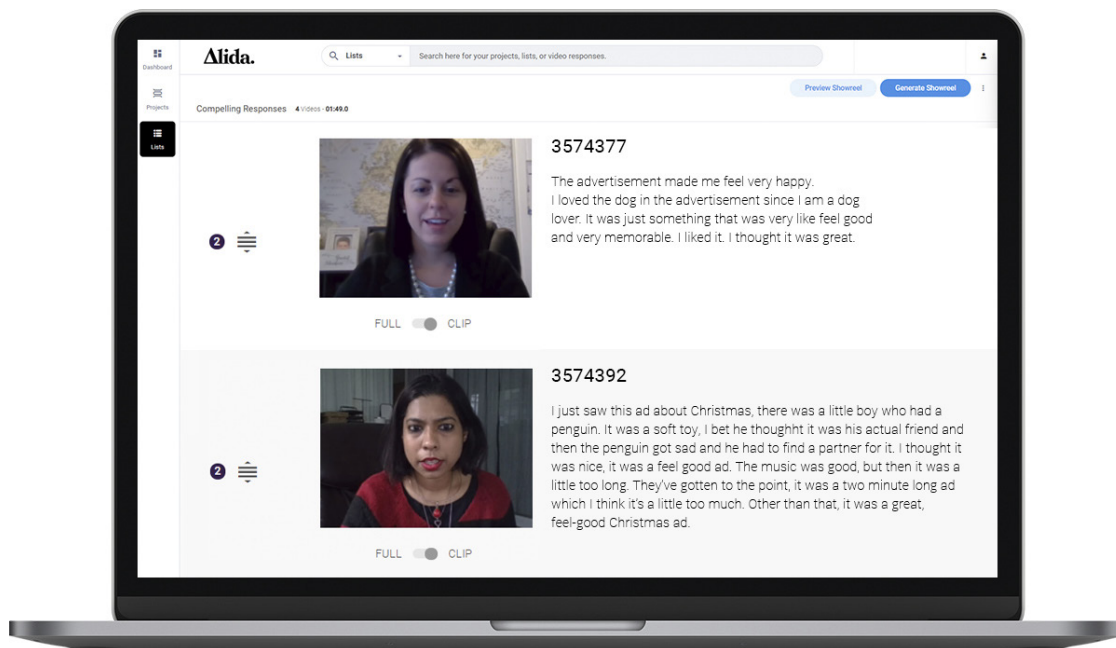 Dashboard
Alida.
Lists
Search here for your projects, lists, or video responses.
Projects
Preview Showreel
Generate Showreel
Compelling Responses 4 Videos • 01:49.0
Lists
3574377
The advertisement made me feel very happy.
I loved the dog in the advertisement since I am a dog
lover. It was just something that was very like feel good
and very memorable. I liked it. I thought it was great.
2
FULL CLIP
3574392
I just saw this ad about Christmas, there was a little boy who had a
penguin. It was a soft toy, I bet he thoughht it was his actual friend and
then the penguin got sad and he had to find a partner for it. I thought it
was nice, it was a feel good ad. The music was good, but then it was a
little too long. They've gotten to the point, it was a two minute long ad
which I think it's a little too much. Other than that, it was a great,
feel-good Christmas ad.
2
FULL CLIP